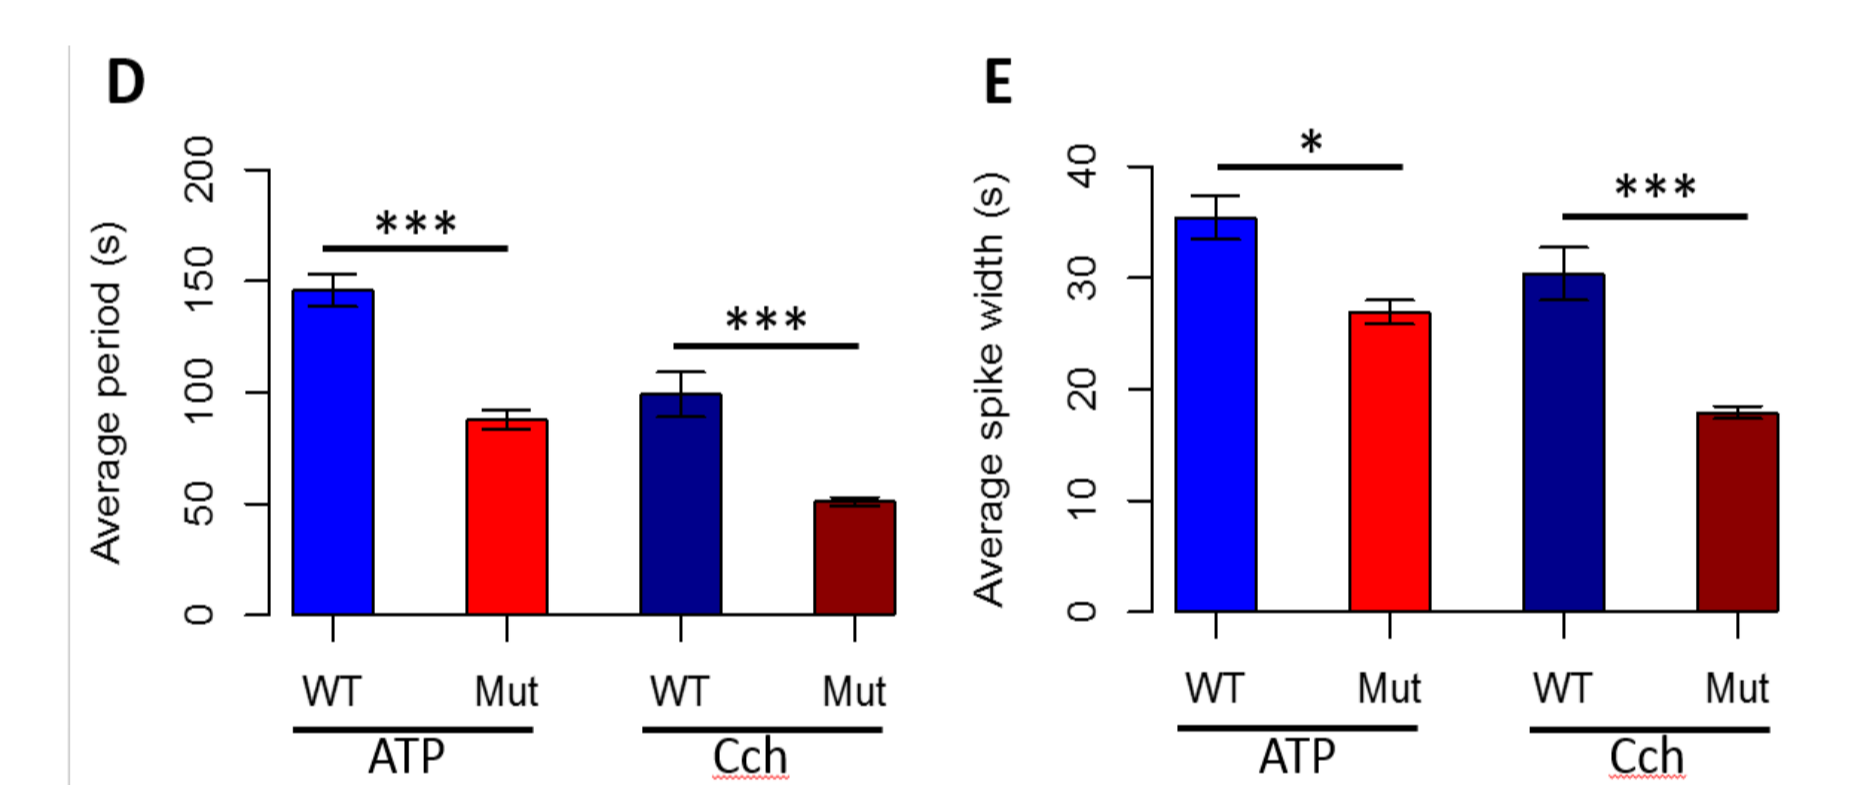 D
Average period (s)
200
150
100
50
0
***
***
WT Mut WT Mut
ATP Cch
E
Average spike width (s)
40
30
20
10
0
*
***
WT Mut WT Mut
ATP Cch